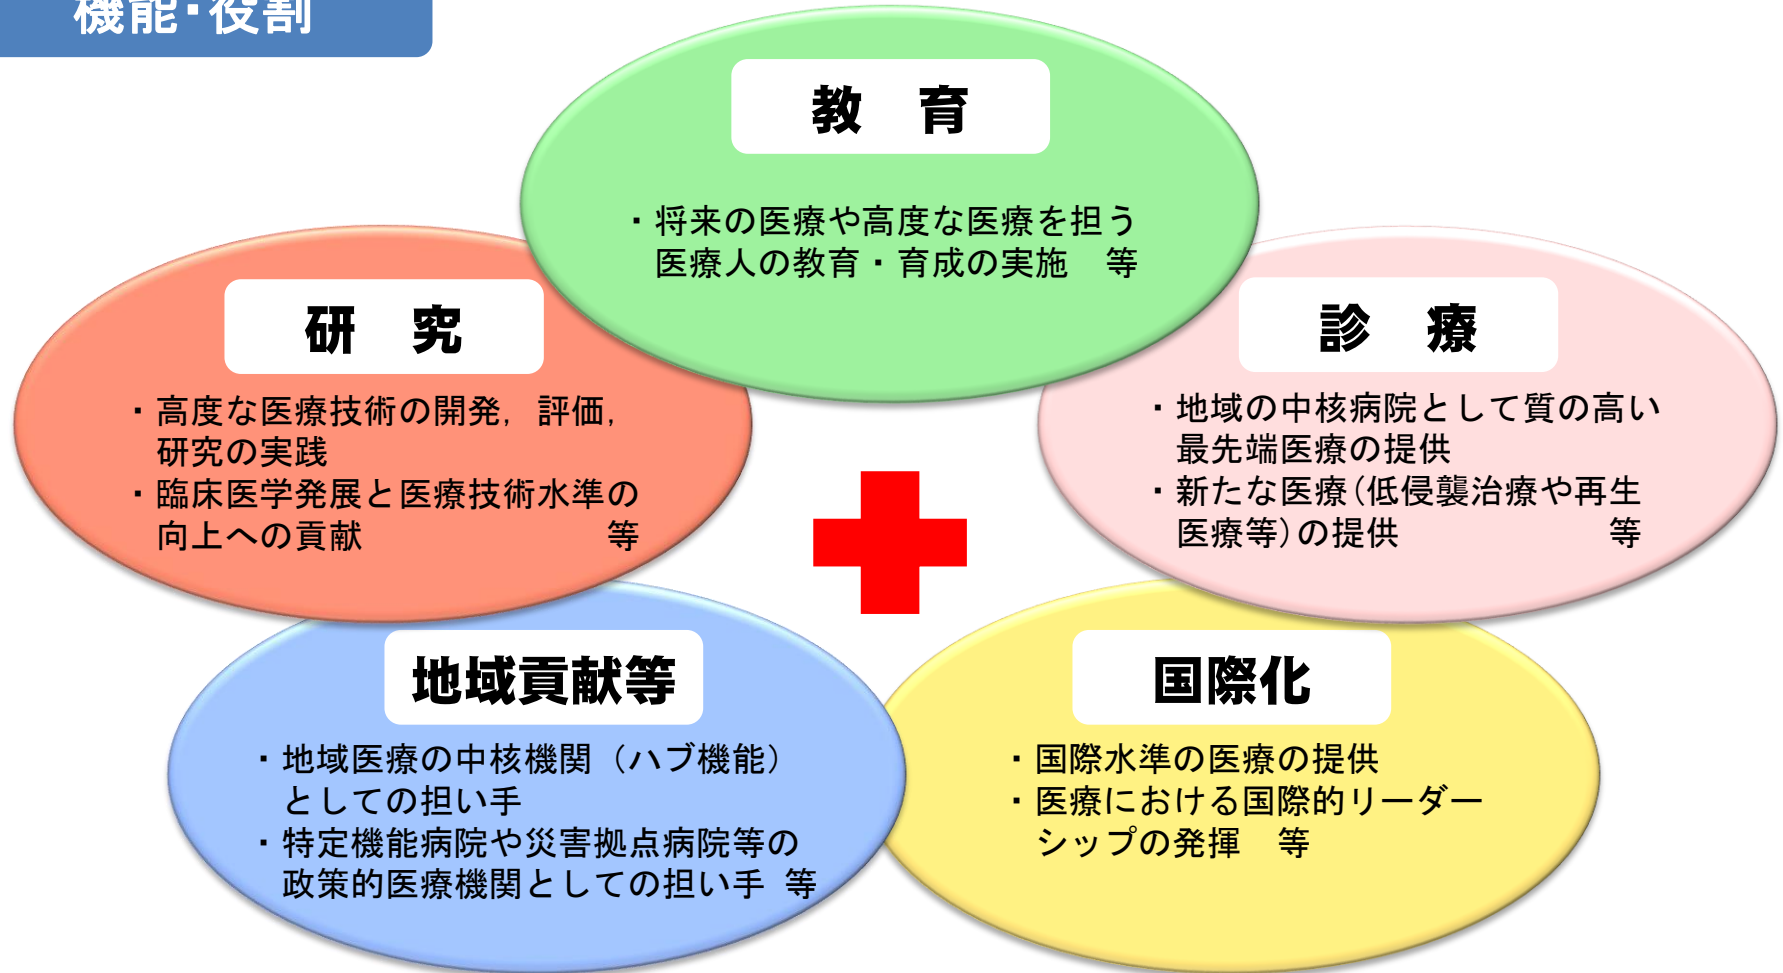 機能・役割
教　育
・将来の医療や高度な医療を担う
医療人の教育・育成の実施　等
研　究
・高度な医療技術の開発，評価，
研究の実践
・臨床医学発展と医療技術水準の
向上への貢献　等
診　療
・地域の中核病院として質の高い
最先端医療の提供
・新たな医療(低侵襲治療や再生
医療等)の提供　等
地域貢献等
・地域医療の中核機関（ハブ機能）
としての担い手
・特定機能病院や災害拠点病院等の
政策的医療機関としての担い手 等
国際化
・国際水準の医療の提供
・医療における国際的リーダー
シップの発揮　等